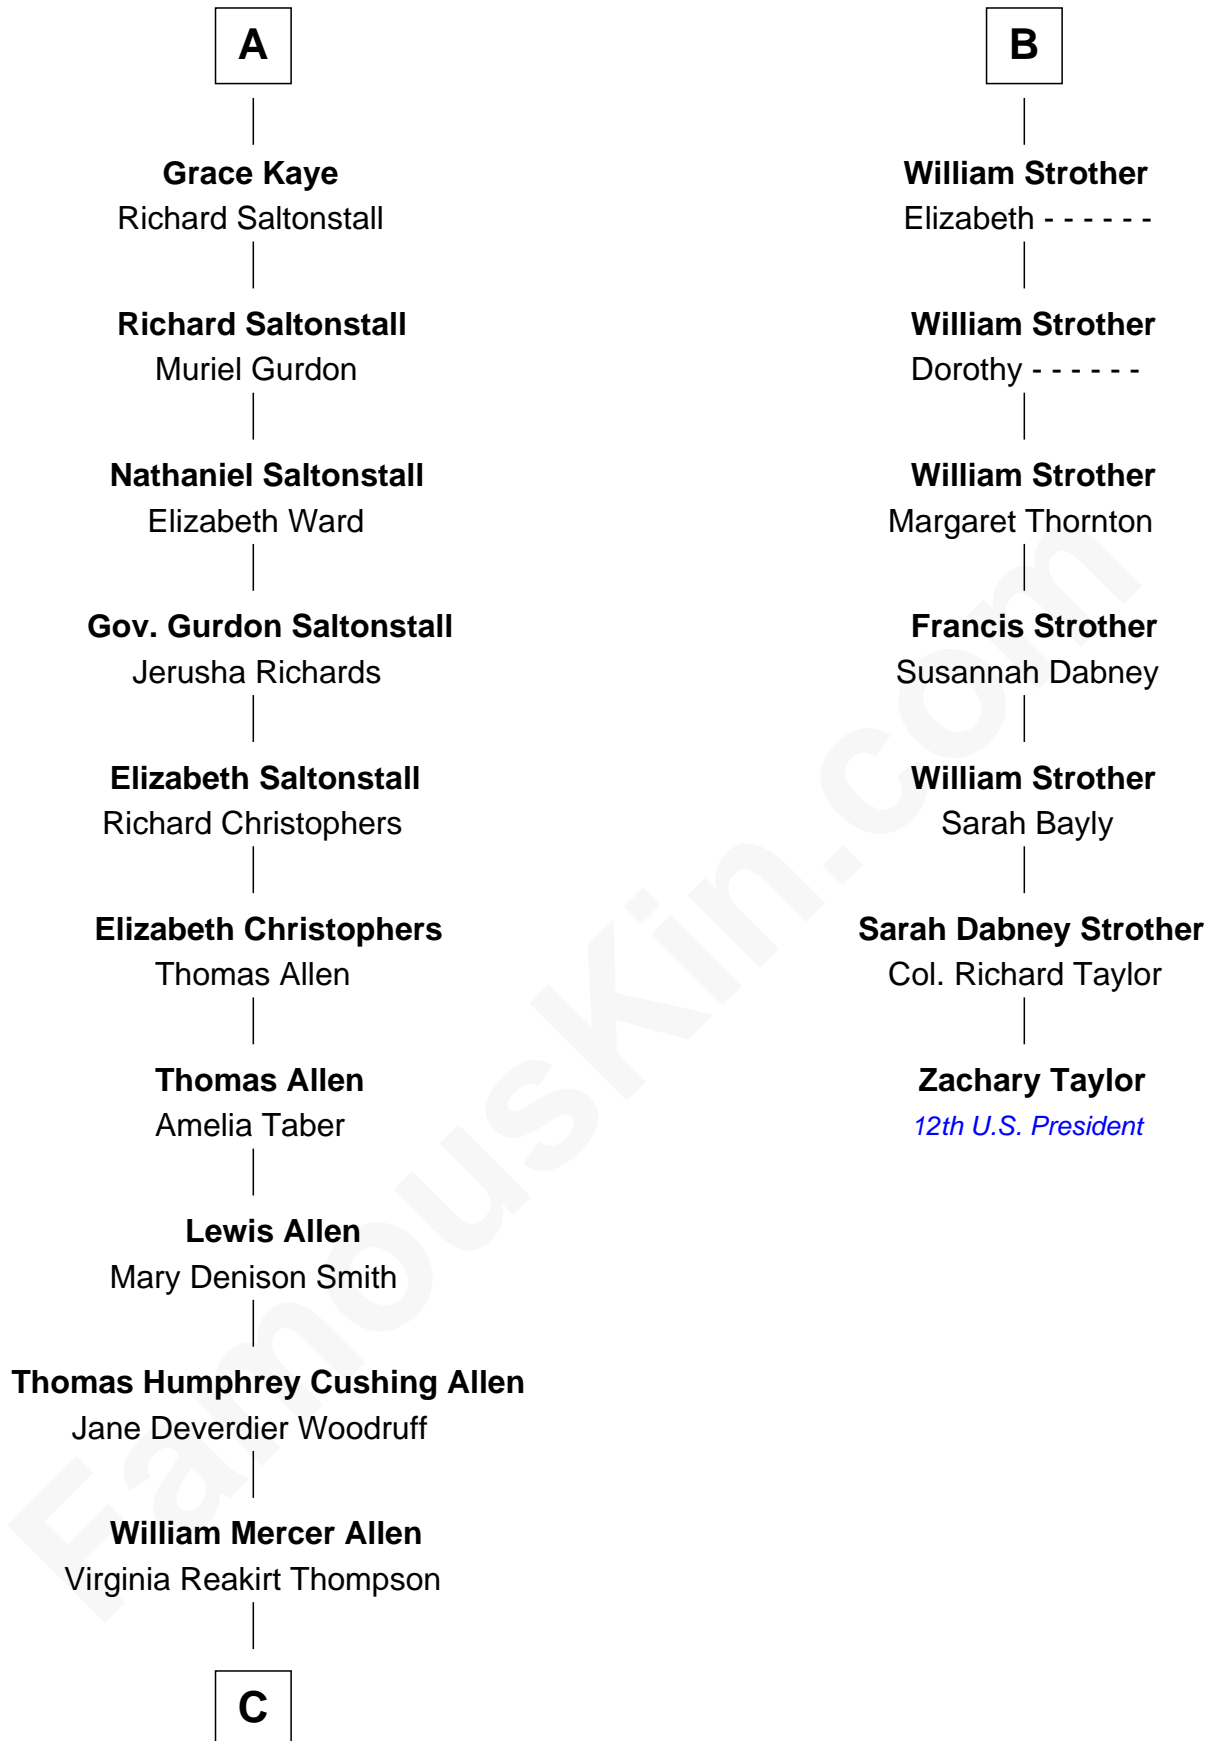 A
Grace Kaye
Richard Saltonstall
Richard Saltonstall
Muriel Gurdon
Nathaniel Saltonstall
Elizabeth Ward
Gov. Gurdon Saltonstall
Jerusha Richards
Elizabeth Saltonstall
Richard Christophers
Elizabeth Christophers
Thomas Allen
Thomas Allen
Amelia Taber
Lewis Allen
Mary Denison Smith
Thomas Humphrey Cushing Allen
Jane Deverdier Woodruff
William Mercer Allen
Virginia Reakirt Thompson
C
B
William Strother
Elizabeth - - - - - -
William Strother
Dorothy - - - - - -
William Strother
Margaret Thornton
Francis Strother
Susannah Dabney
William Strother
Sarah Bayly
Sarah Dabney Strother
Col. Richard Taylor
Zachary Taylor
12th U.S. President
FamousKin.com